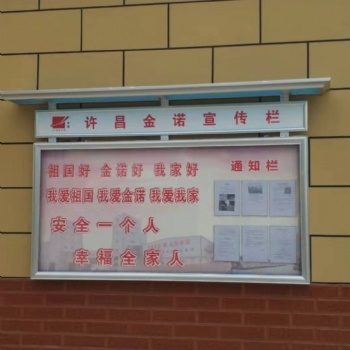 许昌金诺宣传栏
祖国好 金诺好 我家好
我爱祖国 我爱金诺 我爱我家
安全一个人
幸福全家人
通知栏